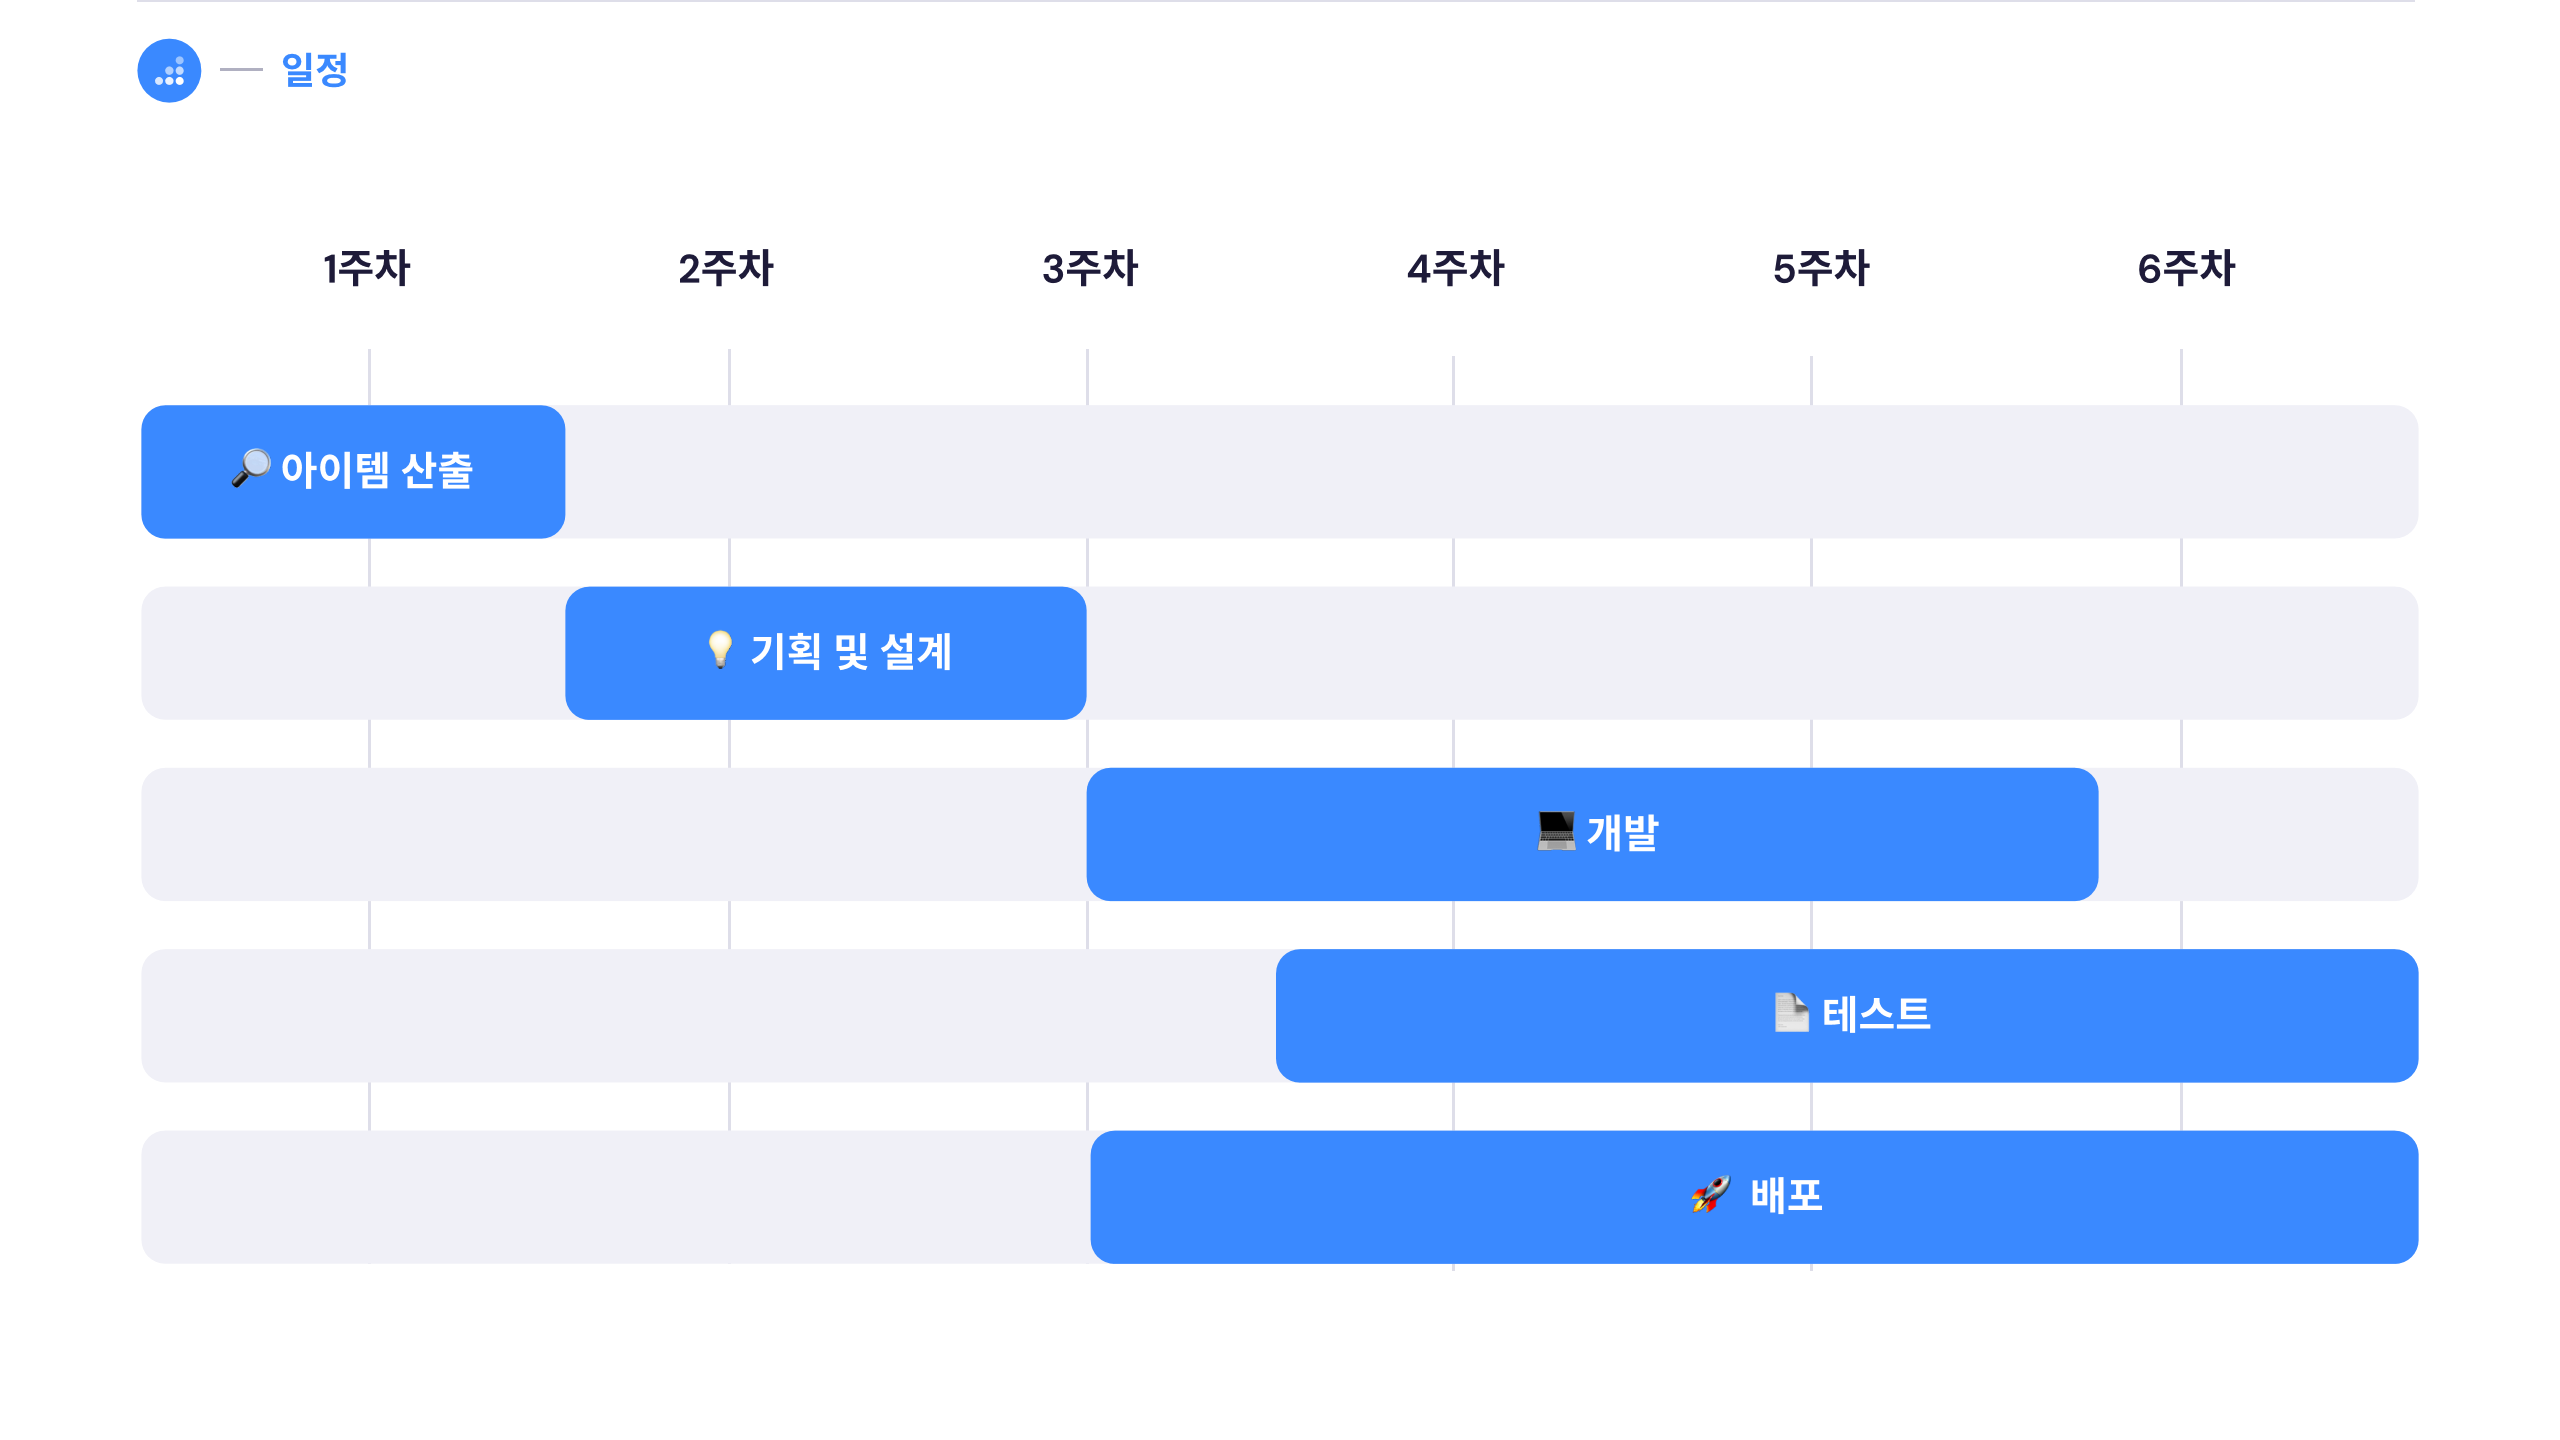 일정
1주차 2주차 3주차 4주차 5주차 6주차
🔎 아이템 산출
💡 기획 및 설계
💻 개발
📄 테스트
🚀 배포